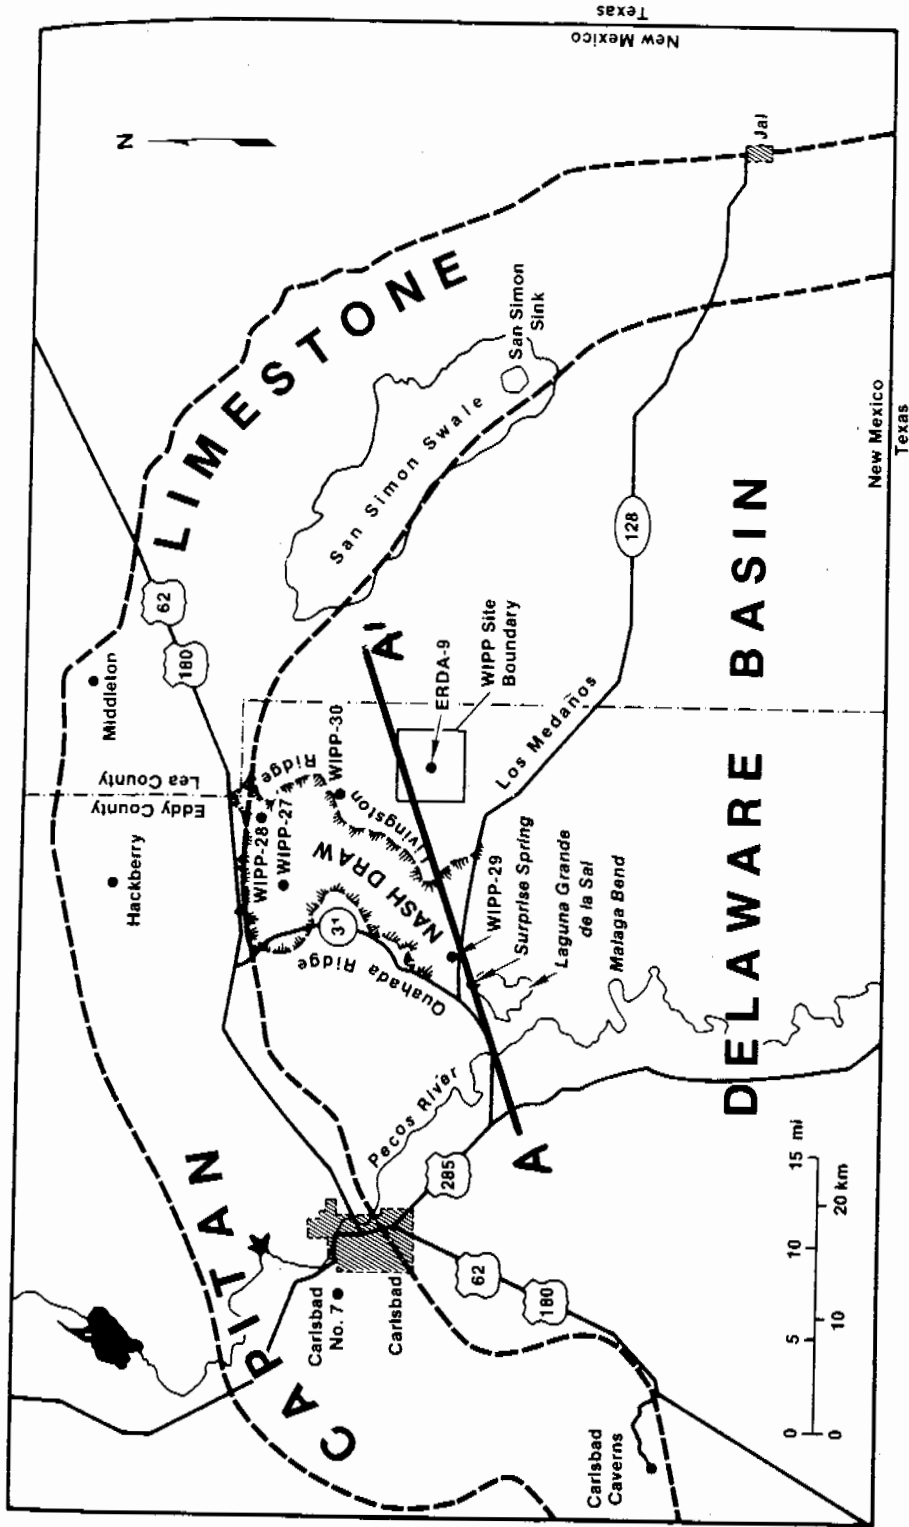 Texas
New Mexico
N
Jal
LIMESTONE
San Simon
Sink
San Simon Swale
New Mexico
Texas
128
62
180
Middleton
Lea County
Eddy County
Hackberry
A'
ERDA-9
WIPP Site
Boundary
Los Medaños
WIPP-30
Livingston Ridge
WIPP-28
WIPP-27
NASH DRAW
31
Quahada Ridge
WIPP-29
Surprise Spring
Laguna Grande
de la Sal
Malaga Bend
DELAWARE BASIN
Pecos River
A
285
CAPITAN
Carlsbad
No. 7
Carlsbad
62
180
Carlsbad
Caverns
0 5 10 15 mi
0 10 20 km